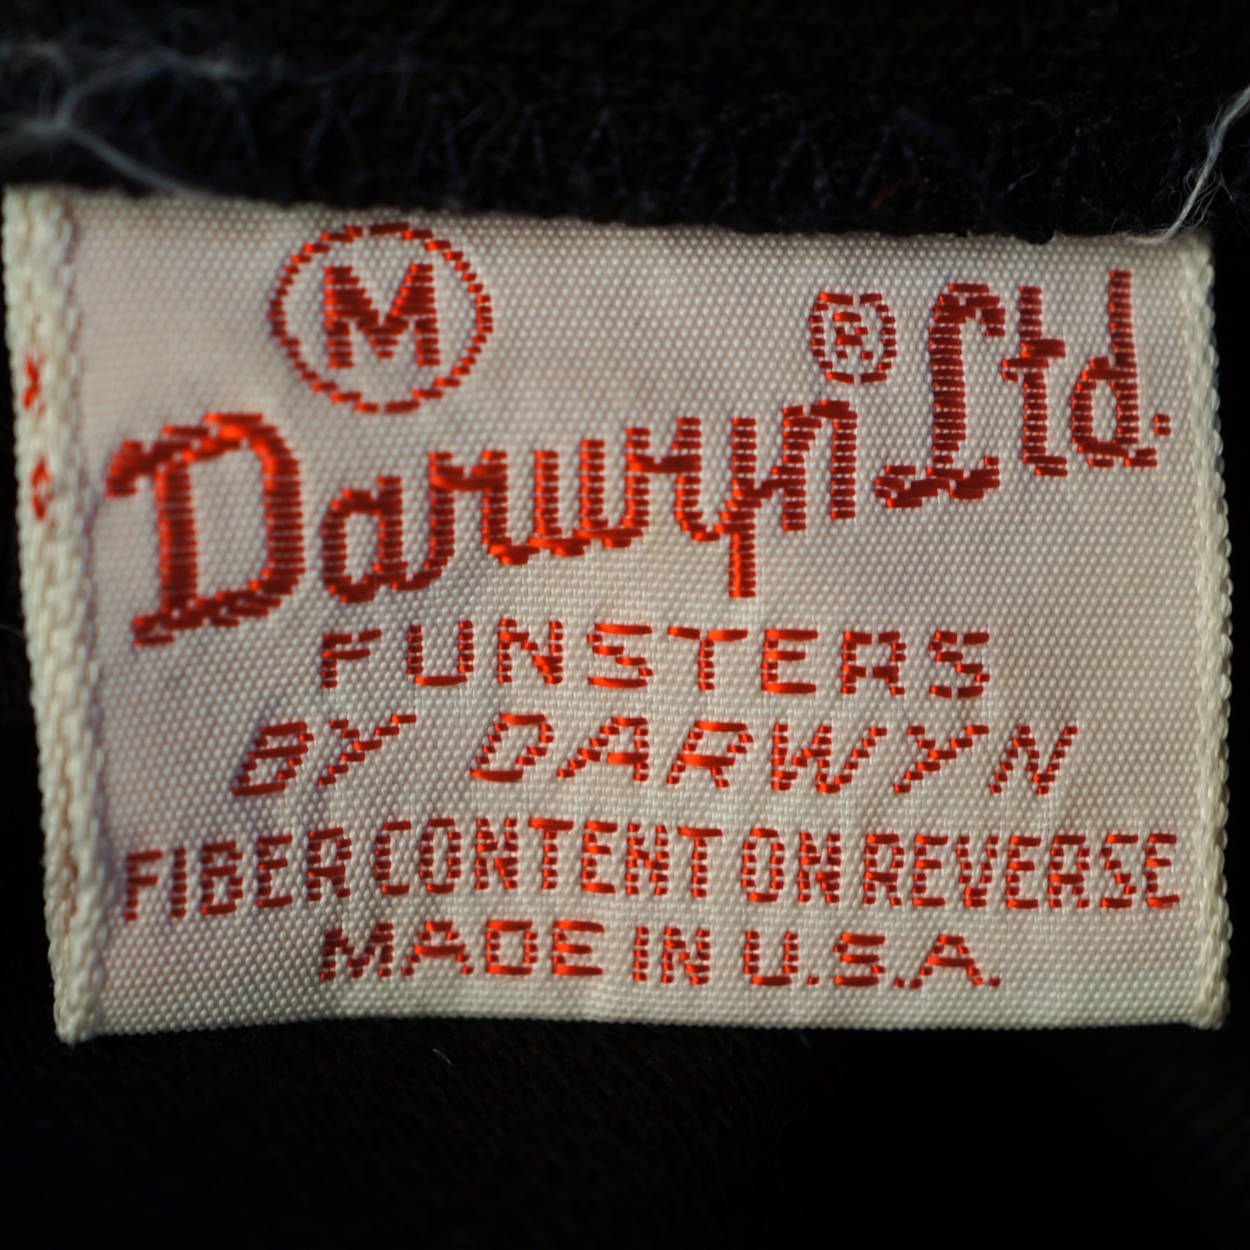 M
Darwyn ® Ltd.
FUNSTERS
BY DARWYN
FIBER CONTENT ON REVERSE
MADE IN U.S.A.